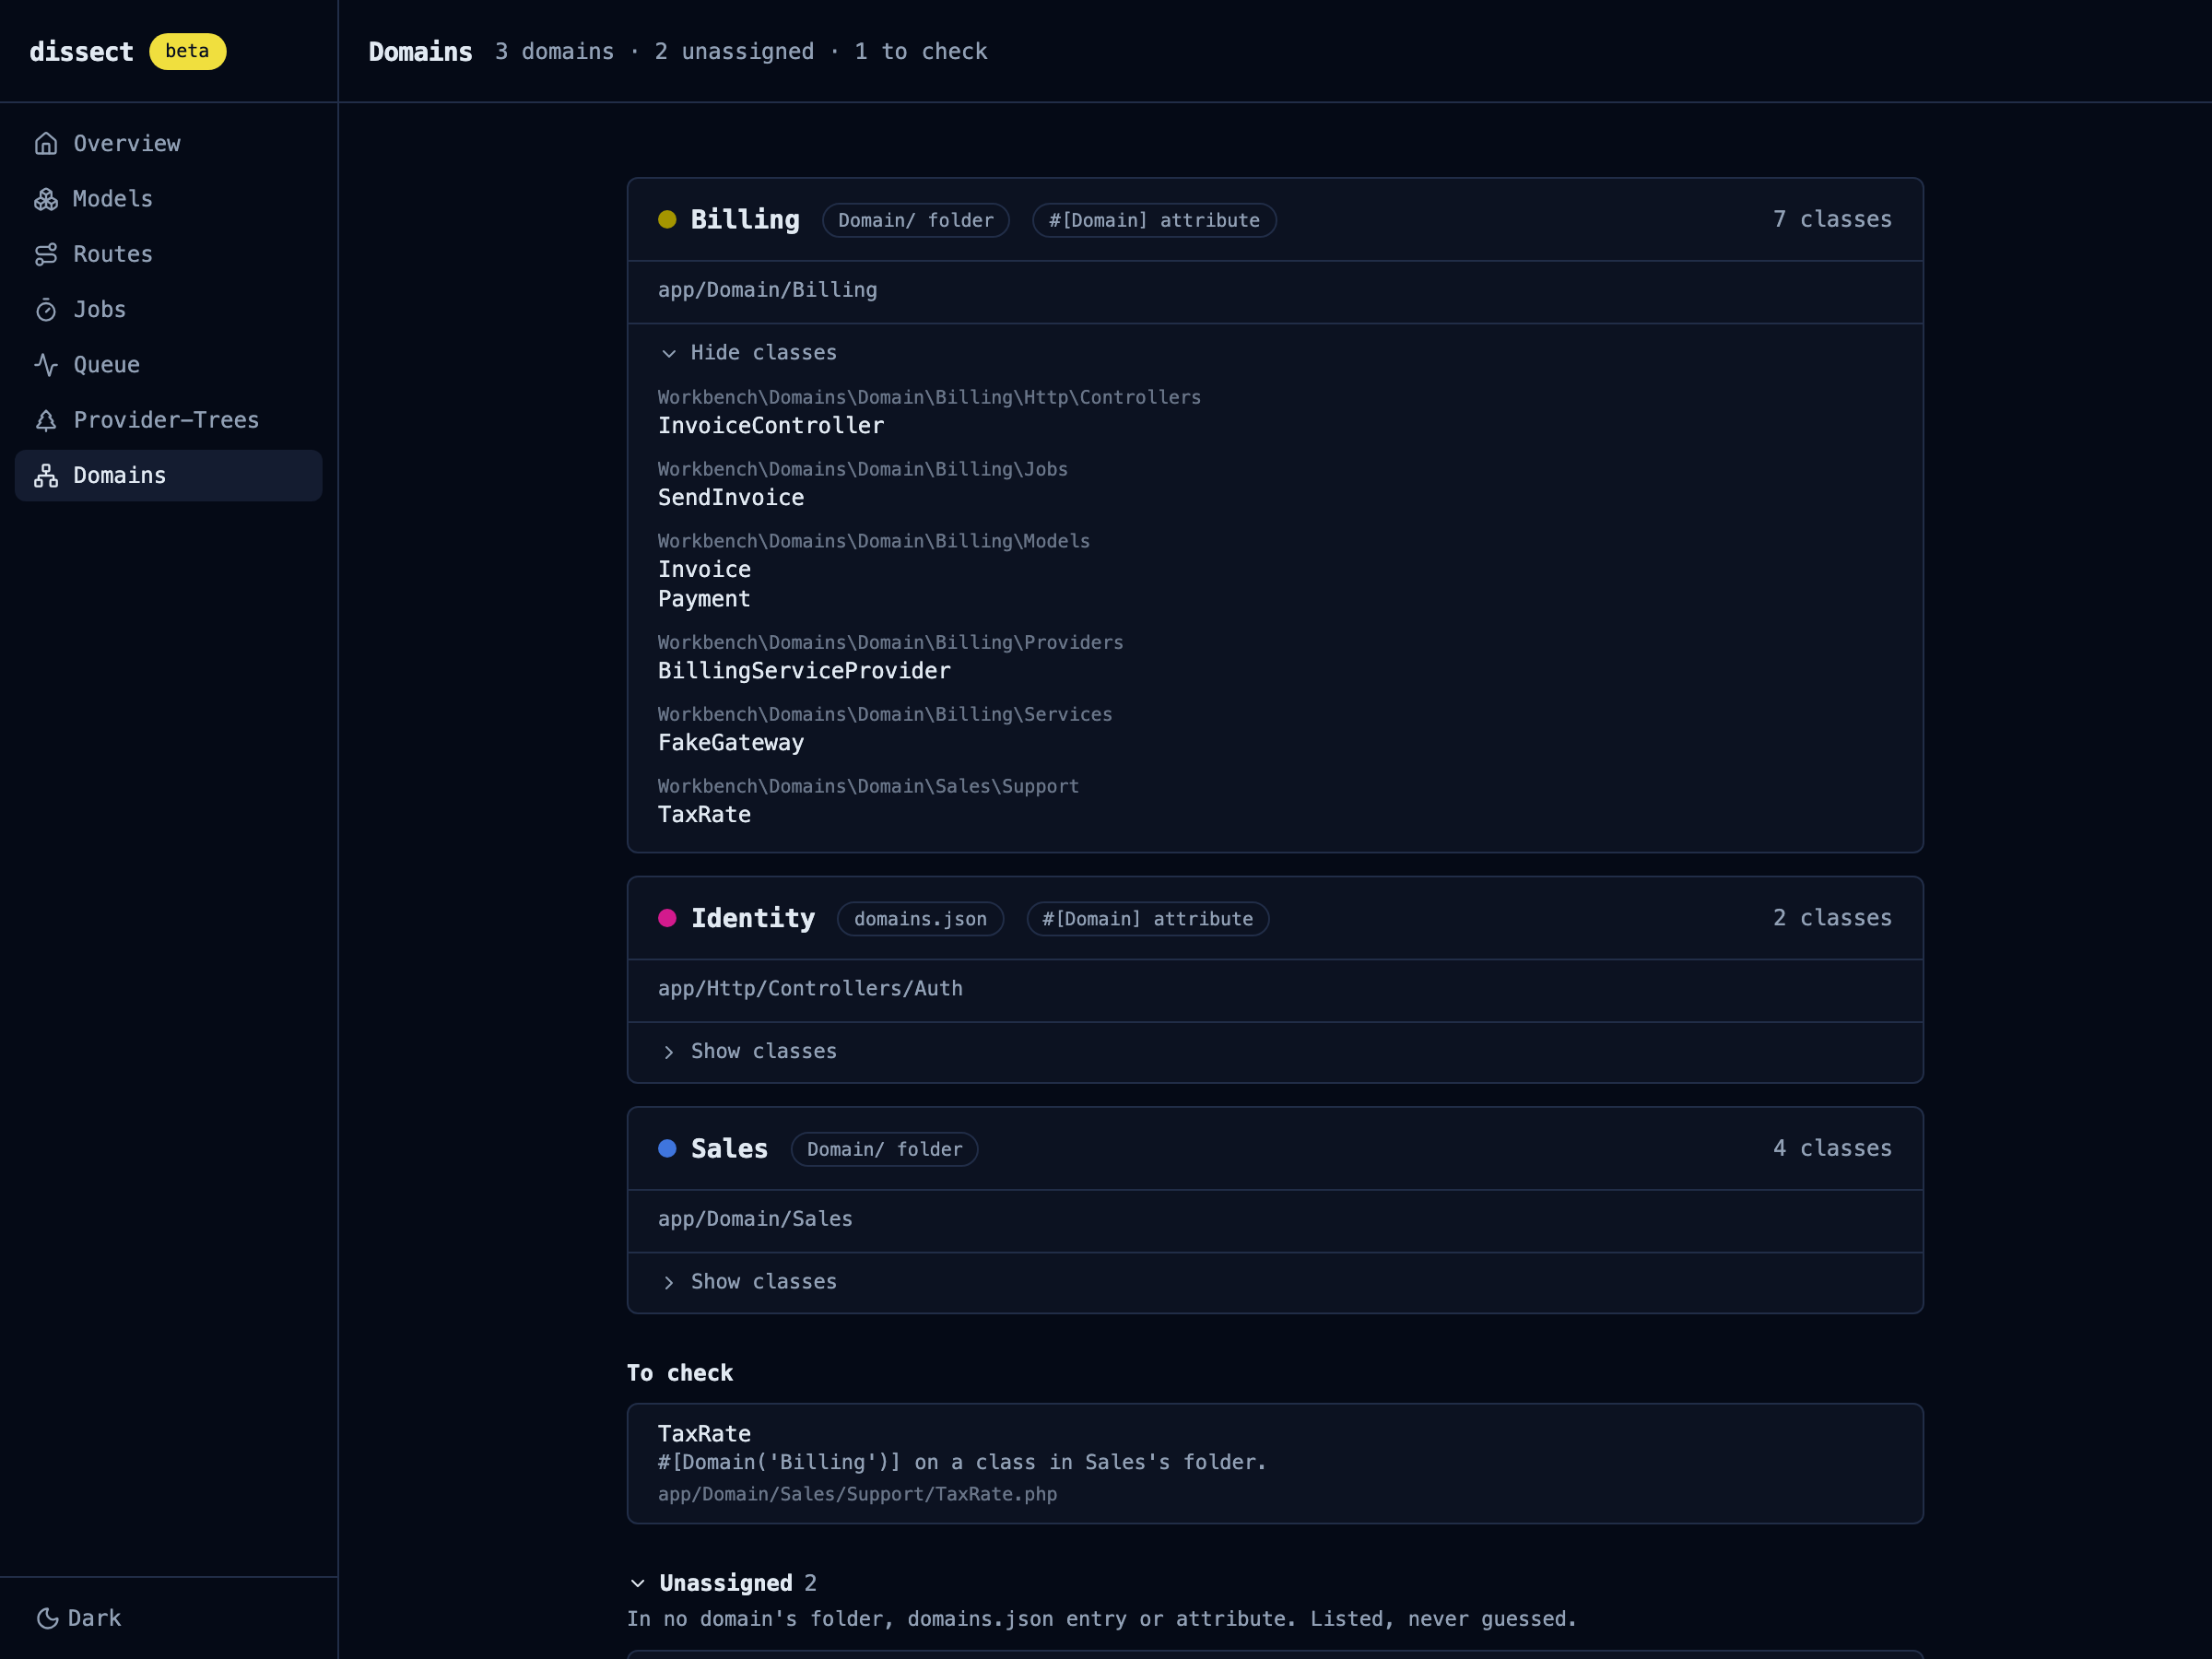 dissect beta
Domains 3 domains · 2 unassigned · 1 to check
Overview
Models
Routes
Jobs
Queue
Provider-Trees
Domains
Dark
Billing Domain/ folder #[Domain] attribute 7 classes
app/Domain/Billing
Hide classes
Workbench\Domains\Domain\Billing\Http\Controllers
InvoiceController
Workbench\Domains\Domain\Billing\Jobs
SendInvoice
Workbench\Domains\Domain\Billing\Models
Invoice
Payment
Workbench\Domains\Domain\Billing\Providers
BillingServiceProvider
Workbench\Domains\Domain\Billing\Services
FakeGateway
Workbench\Domains\Domain\Sales\Support
TaxRate
Identity domains.json #[Domain] attribute 2 classes
app/Http/Controllers/Auth
Show classes
Sales Domain/ folder 4 classes
app/Domain/Sales
Show classes
To check
TaxRate
#[Domain('Billing')] on a class in Sales's folder.
app/Domain/Sales/Support/TaxRate.php
Unassigned 2
In no domain's folder, domains.json entry or attribute. Listed, never guessed.